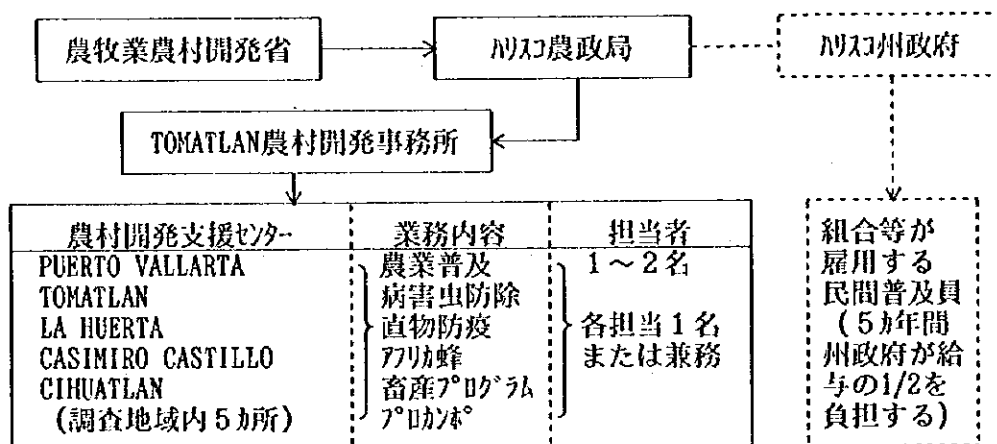 農牧業農村開発省 ハリスコ農政局 ハリスコ州政府
TOMATLAN農村開発事務所
農村開発支援センター 業務内容 担当者
PUERTO VALLARTA 農業普及 1〜2名
TOMATLAN 病害虫防除
LA HUERTA 直物防疫 各担当1名
CASIMIRO CASTILLO アフリカ蜂 または兼務
CIHUATLAN 畜産プログラム
(調査地域内5ヵ所) プロカンポ
組合等が
雇用する
民間普及員
(5ヵ年間
州政府が給
与の1/2を
負担する)